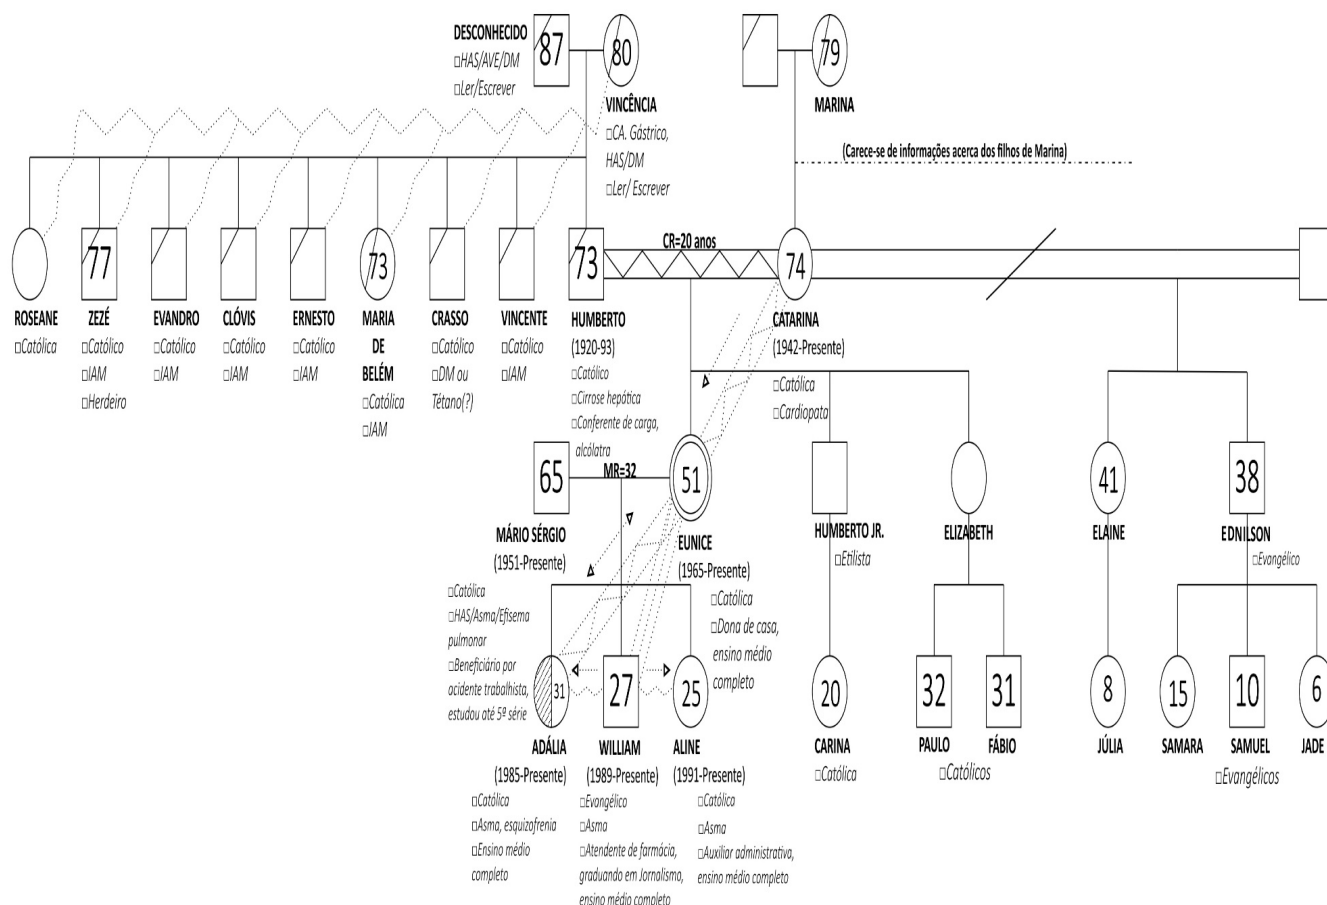 DESCONHECIDO
□HAS/AVE/DM
□Ler/Escrever
87
80
VINCÊNCIA
□CA. Gástrico,
HAS/DM
□Ler/ Escrever
79
MARINA
(Carece-se de informações acerca dos filhos de Marina)
ROSEANE
□Católica
77
ZEZÉ
□Católico
□IAM
□Herdeiro
EVANDRO
□Católico
□IAM
CLÓVIS
□Católico
□IAM
ERNESTO
□Católico
□IAM
73
MARIA
DE
BELÉM
□Católica
□IAM
CRASSO
□Católico
□DM ou
Tétano(?)
VINCENTE
□Católico
□IAM
73
HUMBERTO
(1920-93)
□Católico
□Cirrose hepática
□Conferente de carga,
alcólatra
CR=20 anos
74
CATARINA
(1942-Presente)
□Católica
□Cardiopata
65
MÁRIO SÉRGIO
(1951-Presente)
□Católica
□HAS/Asma/Efisema
pulmonar
□Beneficiário por
acidente trabalhista,
estudou até 5ª série
MR=32
51
EUNICE
(1965-Presente)
□Católica
□Dona de casa,
ensino médio
completo
HUMBERTO JR.
□Etilista
ELIZABETH
41
ELAINE
38
EDNILSON
□Evangélico
31
ADÁLIA
(1985-Presente)
□Católica
□Asma, esquizofrenia
□Ensino médio
completo
27
WILLIAM
(1989-Presente)
□Evangélico
□Asma
□Atendente de farmácia,
graduando em Jornalismo,
ensino médio completo
25
ALINE
(1991-Presente)
□Católica
□Asma
□Auxiliar administrativa,
ensino médio completo
20
CARINA
□Católica
32
PAULO
31
FÁBIO
□Católicos
8
JÚLIA
15
SAMARA
10
SAMUEL
6
JADE
□Evangélicos